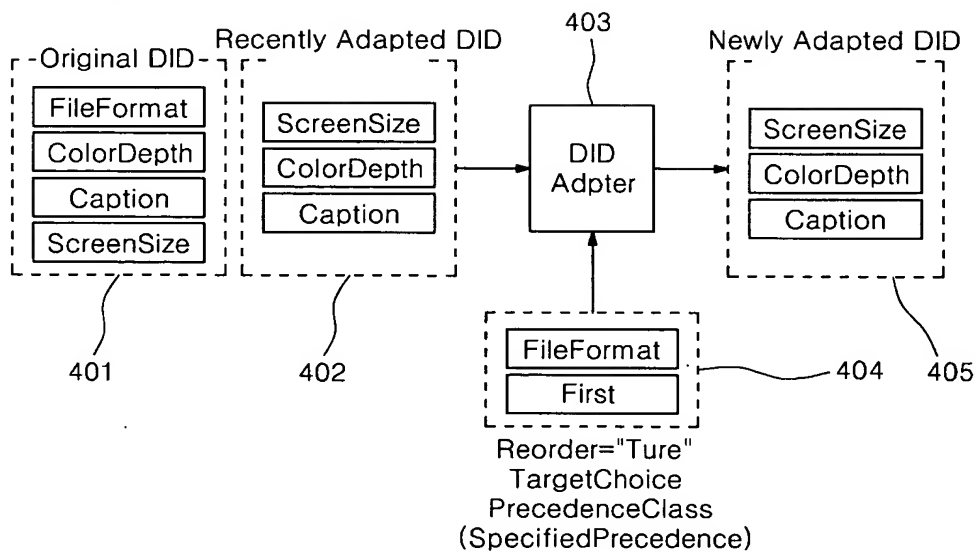 Original DID
FileFormat
ColorDepth
Caption
ScreenSize
401
Recently Adapted DID
ScreenSize
ColorDepth
Caption
402
403
DID
Adpter
FileFormat
First
404
Reorder="Ture"
TargetChoice
PrecedenceClass
(SpecifiedPrecedence)
Newly Adapted DID
ScreenSize
ColorDepth
Caption
405